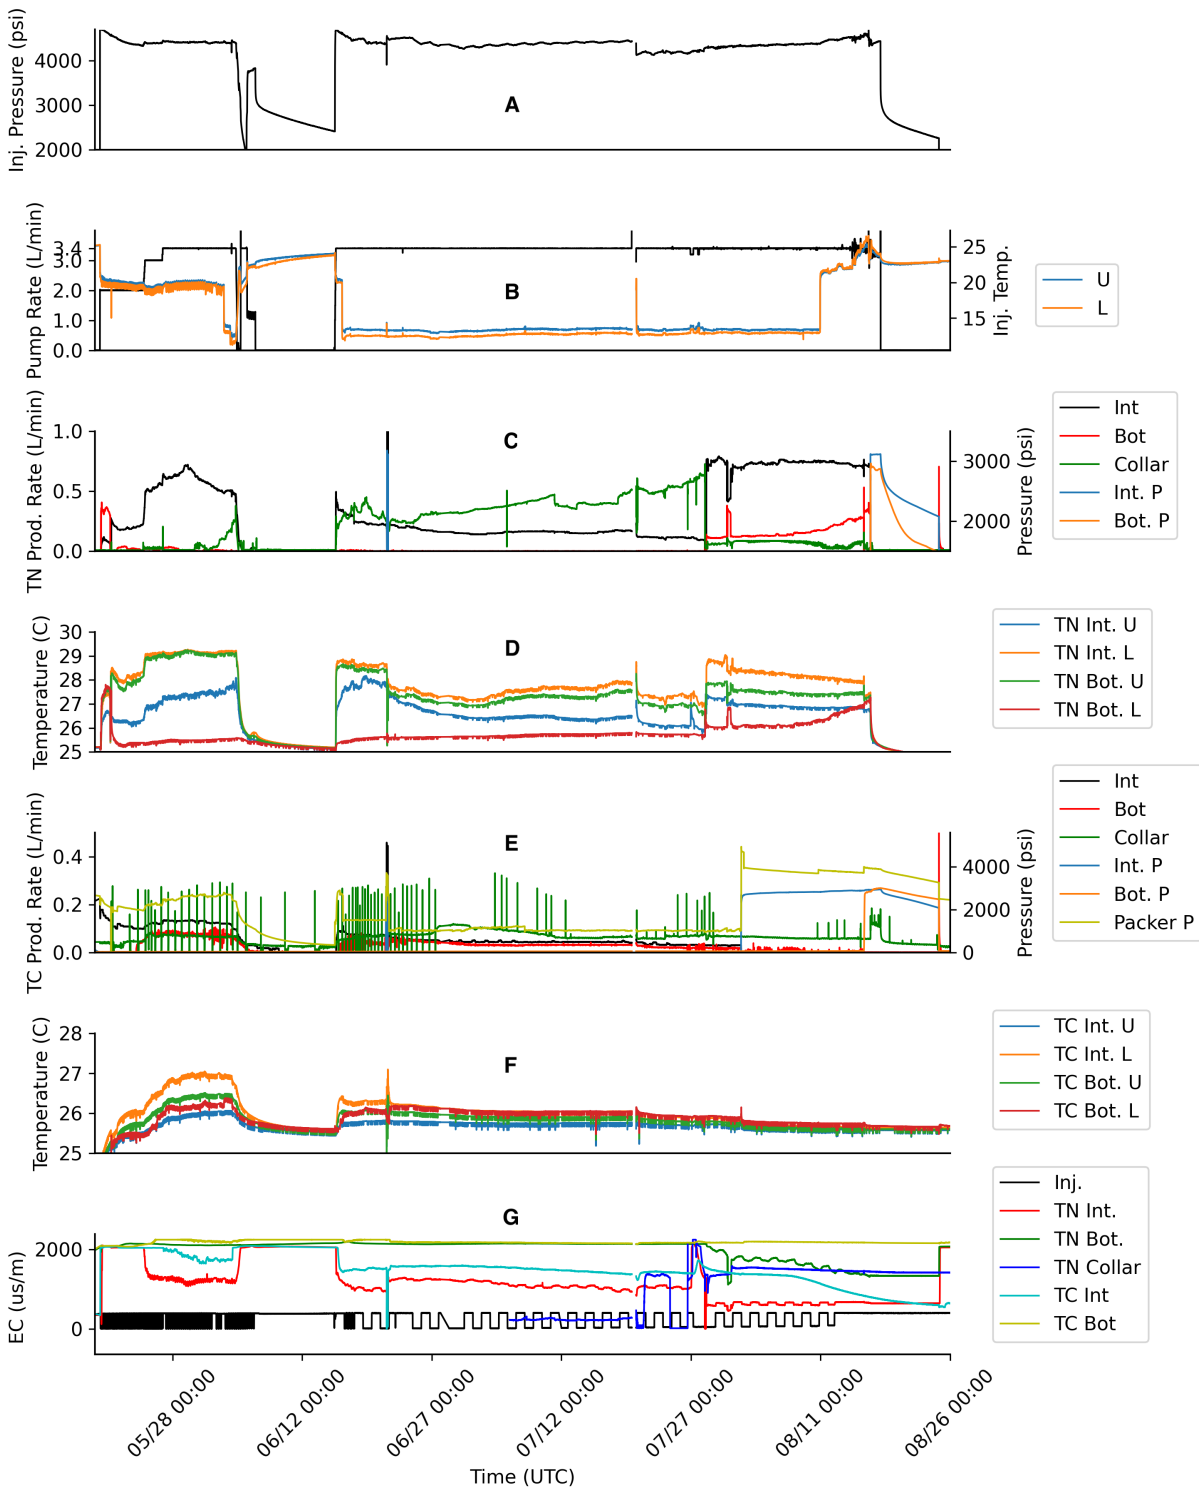 Inj. Pressure (psi)
4000
3000
2000
A
Pump Rate (L/min)
3.4
3.0
2.0
1.0
0.0
B
25
20
15
Inj. Temp.
U
L
TN Prod. Rate (L/min)
1.0
0.5
0.0
C
3000
2000
Pressure (psi)
Int
Bot
Collar
Int. P
Bot. P
Temperature (C)
30
29
28
27
26
25
D
TN Int. U
TN Int. L
TN Bot. U
TN Bot. L
TC Prod. Rate (L/min)
0.4
0.2
0.0
E
4000
2000
0
Pressure (psi)
Int
Bot
Collar
Int. P
Bot. P
Packer P
Temperature (C)
28
27
26
25
F
TC Int. U
TC Int. L
TC Bot. U
TC Bot. L
EC (us/m)
2000
0
G
Inj.
TN Int.
TN Bot.
TN Collar
TC Int
TC Bot
05/28 00:00
06/12 00:00
06/27 00:00
07/12 00:00
07/27 00:00
08/11 00:00
08/26 00:00
Time (UTC)